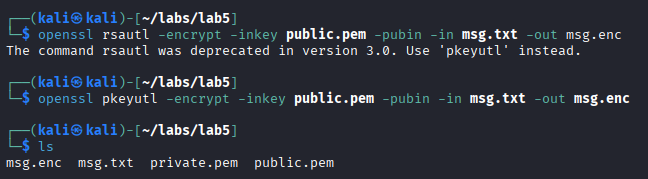 ┌──(kali㉿kali)-[~/labs/lab5]
└─$ openssl rsautl -encrypt -inkey public.pem -pubin -in msg.txt -out msg.enc
The command rsautl was deprecated in version 3.0. Use 'pkeyutl' instead.
┌──(kali㉿kali)-[~/labs/lab5]
└─$ openssl pkeyutl -encrypt -inkey public.pem -pubin -in msg.txt -out msg.enc
┌──(kali㉿kali)-[~/labs/lab5]
└─$ ls
msg.enc  msg.txt  private.pem  public.pem